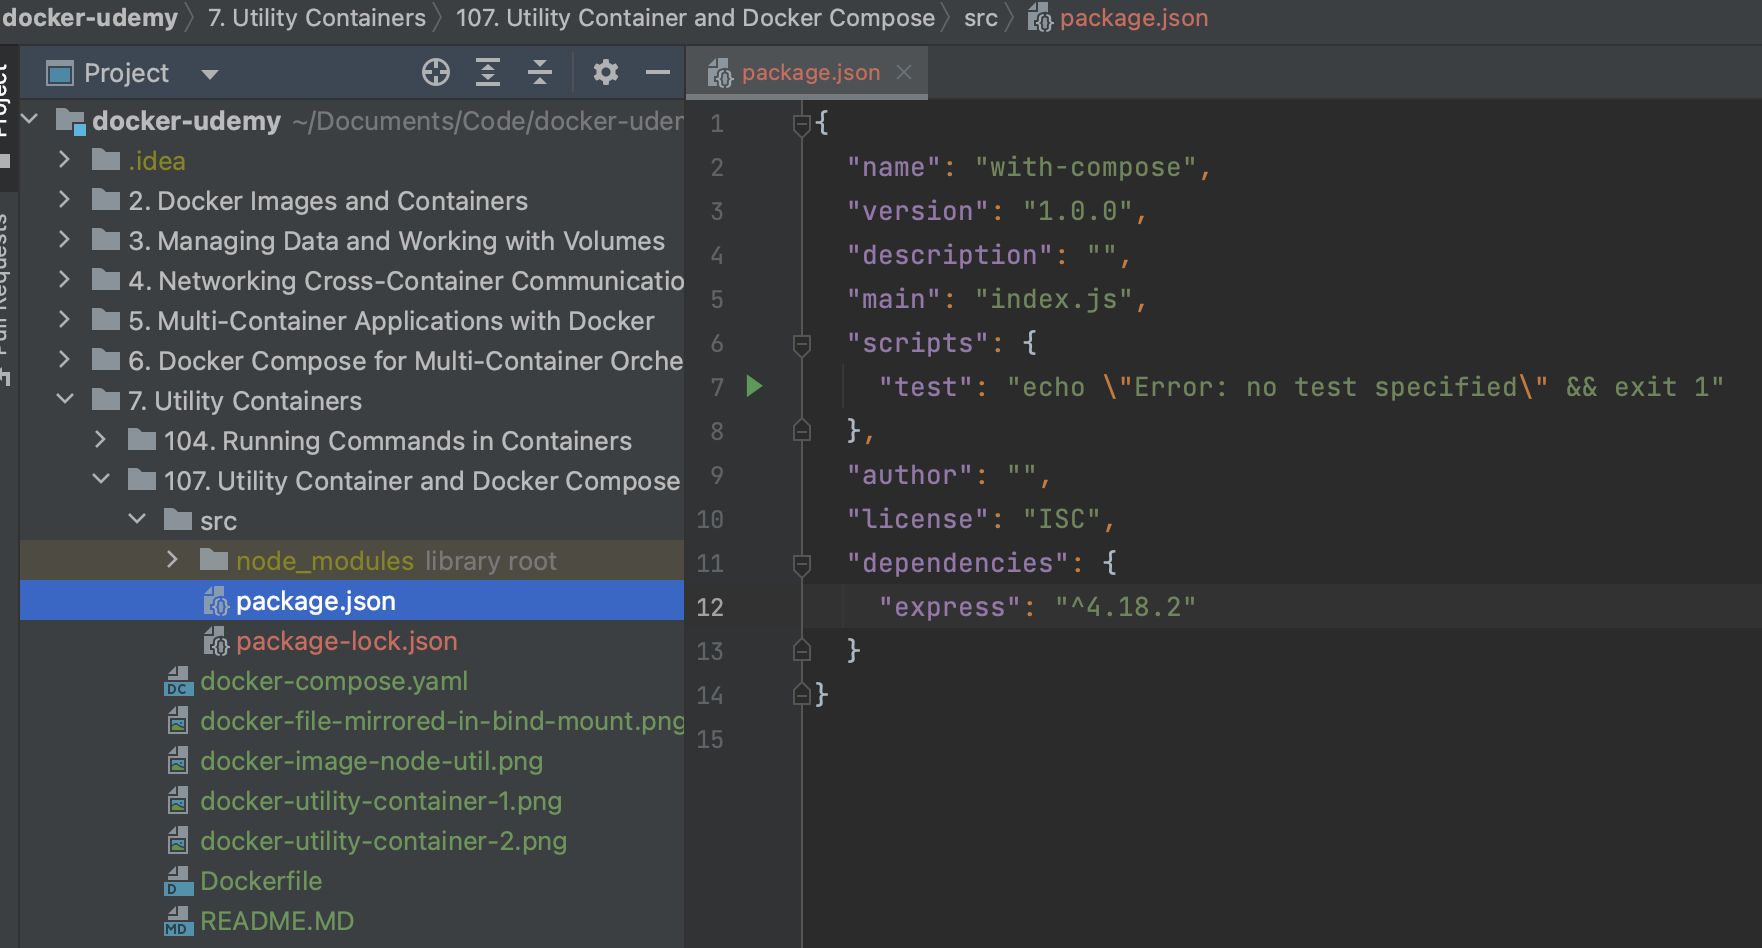 docker-udemy 7. Utility Containers 107. Utility Container and Docker Compose src package.json
Project
Pull Requests
Project
docker-udemy ~/Documents/Code/docker-uder
.idea
2. Docker Images and Containers
3. Managing Data and Working with Volumes
4. Networking Cross-Container Communicatio
5. Multi-Container Applications with Docker
6. Docker Compose for Multi-Container Orche
7. Utility Containers
104. Running Commands in Containers
107. Utility Container and Docker Compose
src
node_modules library root
package.json
package-lock.json
docker-compose.yaml
docker-file-mirrored-in-bind-mount.png
docker-image-node-util.png
docker-utility-container-1.png
docker-utility-container-2.png
Dockerfile
README.MD
package.json
1 {
2 "name": "with-compose",
3 "version": "1.0.0",
4 "description": "",
5 "main": "index.js",
6 "scripts": {
7 "test": "echo \"Error: no test specified\" && exit 1"
8 },
9 "author": "",
10 "license": "ISC",
11 "dependencies": {
12 "express": "^4.18.2"
13 }
14 }
15